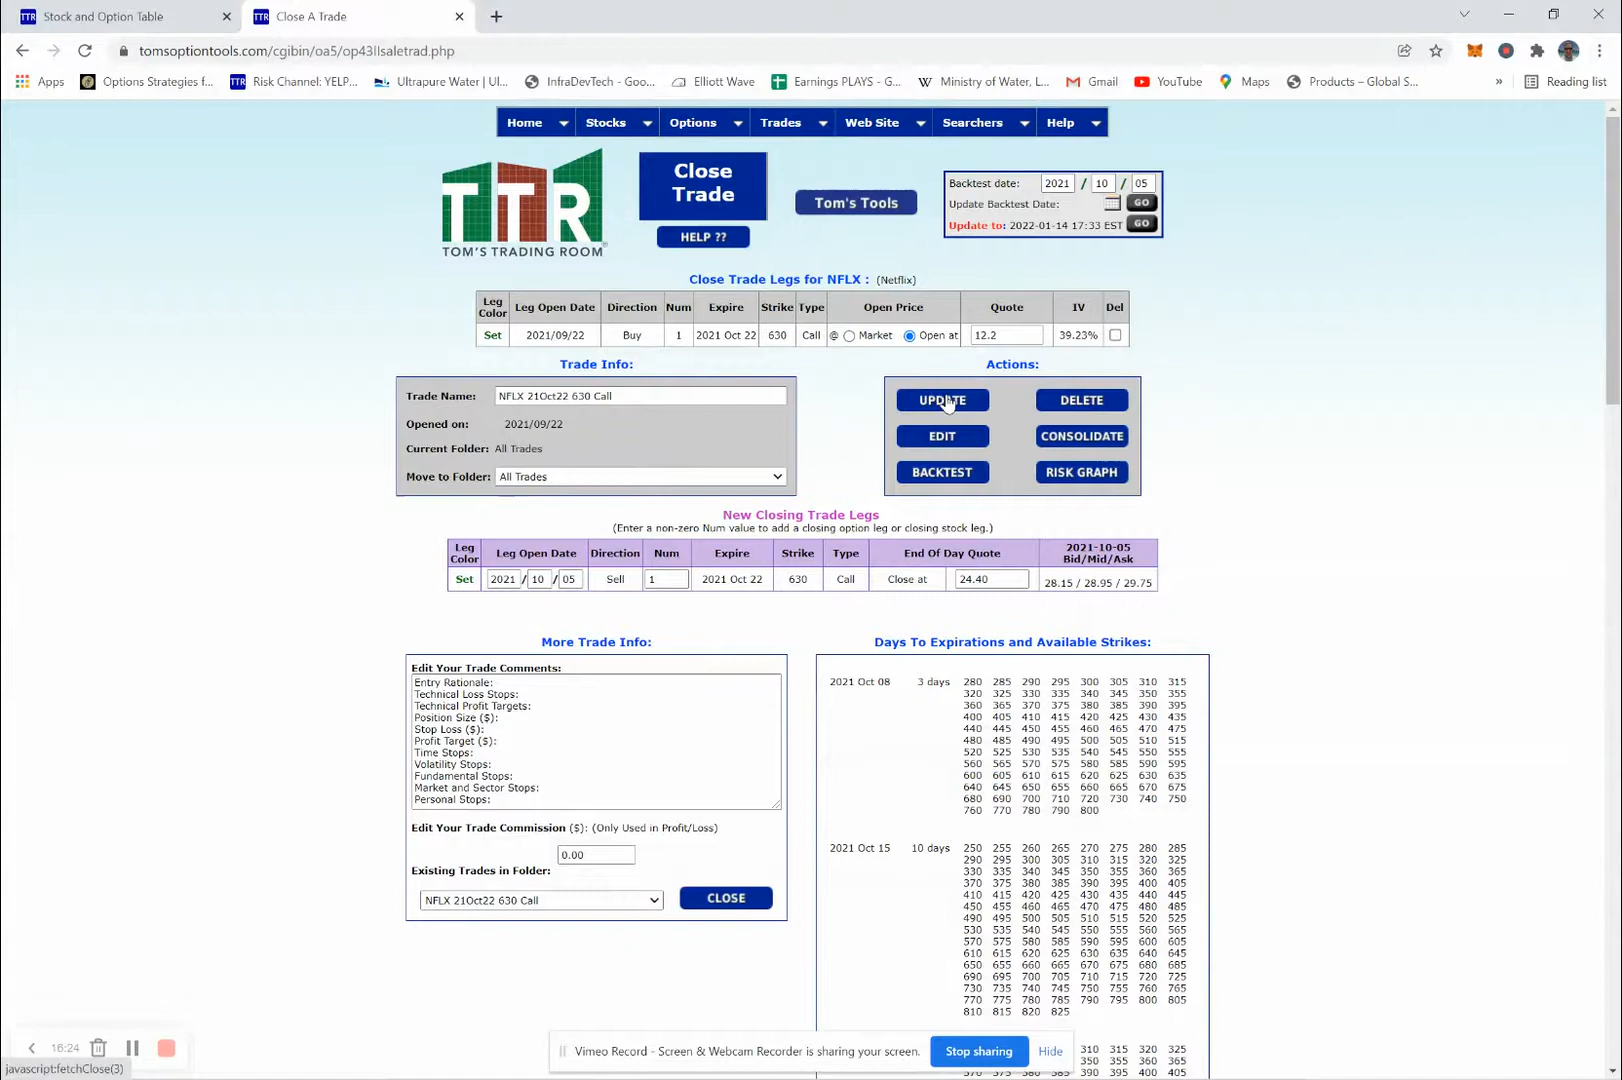 Stock and Option Table
Close A Trade
tomsoptiontools.com/cgibin/oa5/op43llsaletrad.php
Apps Options Strategies f... Risk Channel: YELP... Ultrapure Water | Ul... InfraDevTech - Goo... Elliott Wave Earnings PLAYS - G... Ministry of Water, L... Gmail YouTube Maps Products – Global S... » Reading list
Home Stocks Options Trades Web Site Searchers Help
TTR
TOM'S TRADING ROOM
Close
Trade
HELP ??
Tom's Tools
Backtest date: 2021 / 10 / 05
Update Backtest Date: GO
Update to: 2022-01-14 17:33 EST GO
Close Trade Legs for NFLX : (Netflix)
Leg Color Leg Open Date Direction Num Expire Strike Type Open Price Quote IV Del
Set 2021/09/22 Buy 1 2021 Oct 22 630 Call @ Market Open at 12.2 39.23%
Trade Info:
Trade Name: NFLX 21Oct22 630 Call
Opened on: 2021/09/22
Current Folder: All Trades
Move to Folder: All Trades
Actions:
UPDATE DELETE
EDIT CONSOLIDATE
BACKTEST RISK GRAPH
New Closing Trade Legs
(Enter a non-zero Num value to add a closing option leg or closing stock leg.)
Leg Color Leg Open Date Direction Num Expire Strike Type End Of Day Quote 2021-10-05 Bid/Mid/Ask
Set 2021 / 10 / 05 Sell 1 2021 Oct 22 630 Call Close at 24.40 28.15 / 28.95 / 29.75
More Trade Info:
Edit Your Trade Comments:
Entry Rationale:
Technical Loss Stops:
Technical Profit Targets:
Position Size ($):
Stop Loss ($):
Profit Target ($):
Time Stops:
Volatility Stops:
Fundamental Stops:
Market and Sector Stops:
Personal Stops:
Edit Your Trade Commission ($): (Only Used in Profit/Loss)
0.00
Existing Trades in Folder:
NFLX 21Oct22 630 Call CLOSE
Days To Expirations and Available Strikes:
2021 Oct 08 3 days 280 285 290 295 300 305 310 315
320 325 330 335 340 345 350 355
360 365 370 375 380 385 390 395
400 405 410 415 420 425 430 435
440 445 450 455 460 465 470 475
480 485 490 495 500 505 510 515
520 525 530 535 540 545 550 555
560 565 570 575 580 585 590 595
600 605 610 615 620 625 630 635
640 645 650 655 660 665 670 675
680 690 700 710 720 730 740 750
760 770 780 790 800
2021 Oct 15 10 days 250 255 260 265 270 275 280 285
290 295 300 305 310 315 320 325
330 335 340 345 350 355 360 365
370 375 380 385 390 395 400 405
410 415 420 425 430 435 440 445
450 455 460 465 470 475 480 485
490 495 500 505 510 515 520 525
530 535 540 545 550 555 560 565
570 575 580 585 590 595 600 605
610 615 620 625 630 635 640 645
650 655 660 665 670 675 680 685
690 695 700 705 710 715 720 725
730 735 740 745 750 755 760 765
770 775 780 785 790 795 800 805
810 815 820 825
310 315 320 325
350 355 360 365
390 395 400 405
16:24
Vimeo Record - Screen & Webcam Recorder is sharing your screen. Stop sharing Hide
javascript:fetchClose(3)